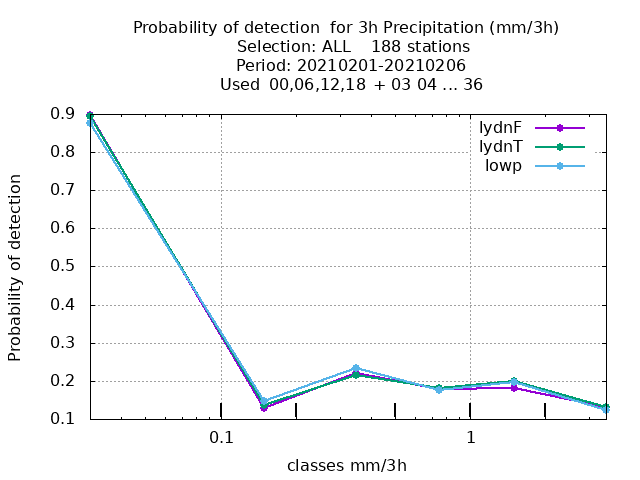 Probability of detection for 3h Precipitation (mm/3h)
Selection: ALL 188 stations
Period: 20210201-20210206
Used 00,06,12,18 + 03 04 ... 36
lydnF
lydnT
lowp
0.9
0.8
0.7
0.6
0.5
0.4
0.3
0.2
0.1
Probability of detection
0.1 1
classes mm/3h